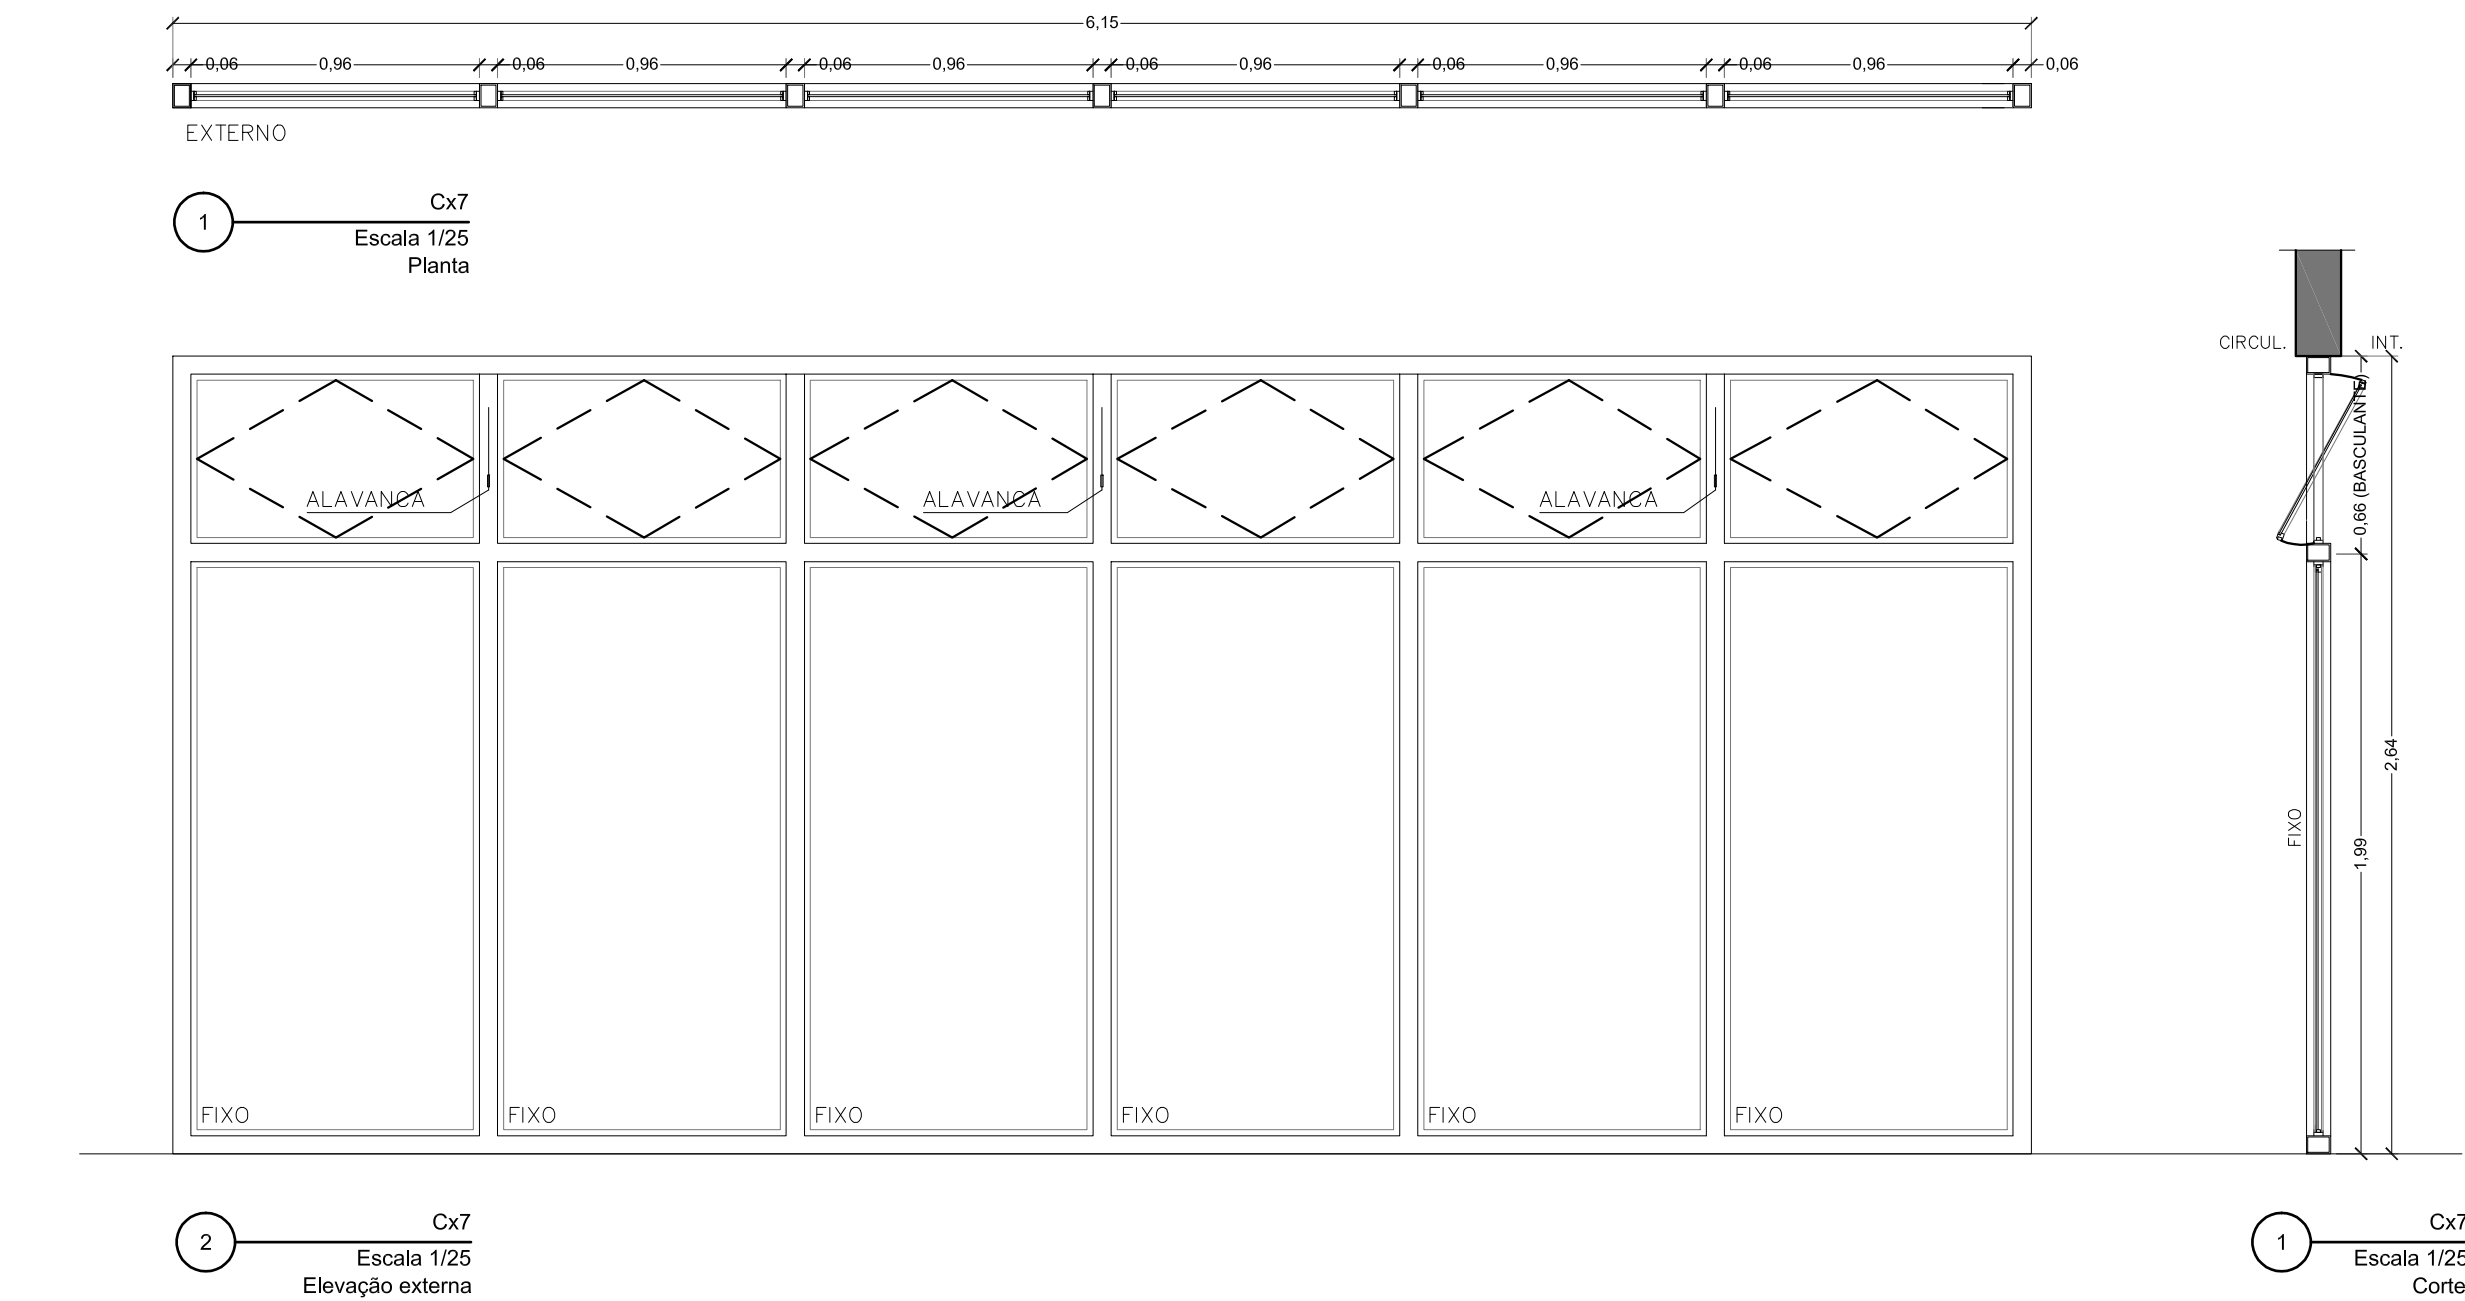 6,15
0,06 0,96 0,06 0,96 0,06 0,96 0,06 0,96 0,06 0,96 0,06 0,96 0,06
EXTERNO
1
Cx7
Escala 1/25
Planta
CIRCUL. INT.
0,66 (BASCULANTE)
ALAVANCA ALAVANCA ALAVANCA
2,64
FIXO
1,99
FIXO FIXO FIXO FIXO FIXO FIXO
2
Cx7
Escala 1/25
Elevação externa
1
Cx7
Escala 1/25
Corte